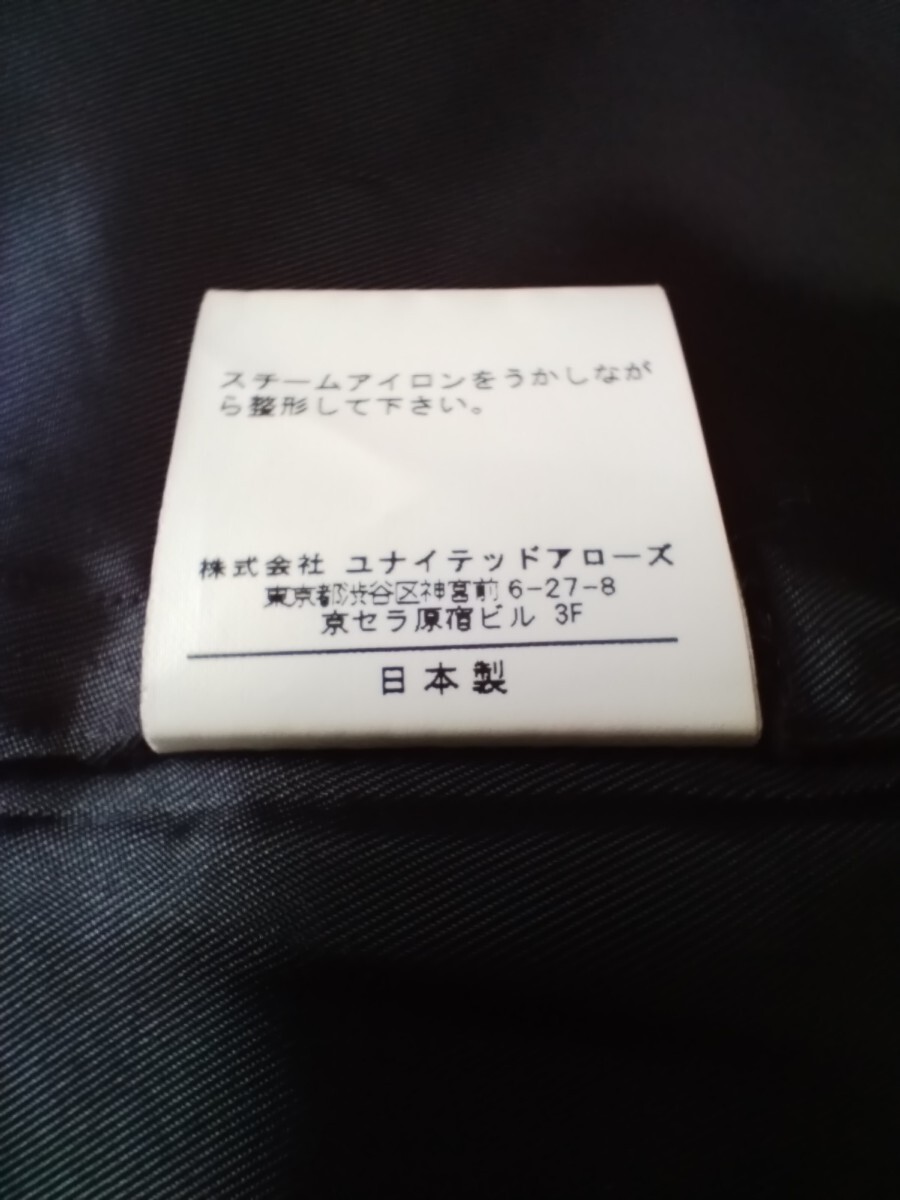 スチームアイロンをうかしなが
ら整形して下さい。
株式会社 ユナイテッドアローズ
東京都渋谷区神宮前 6-27-8
京セラ原宿ビル 3F
日本製